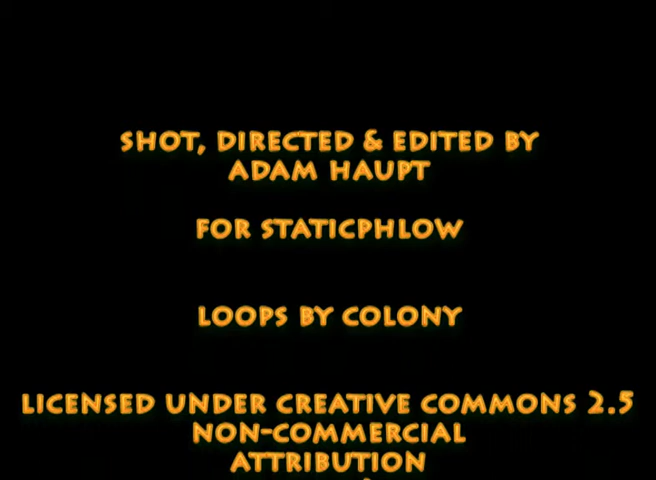 SHOT, DIRECTED & EDITED BY
ADAM HAUPT
FOR STATICPHLOW
LOOPS BY COLONY
LICENSED UNDER CREATIVE COMMONS 2.5
NON-COMMERCIAL
ATTRIBUTION